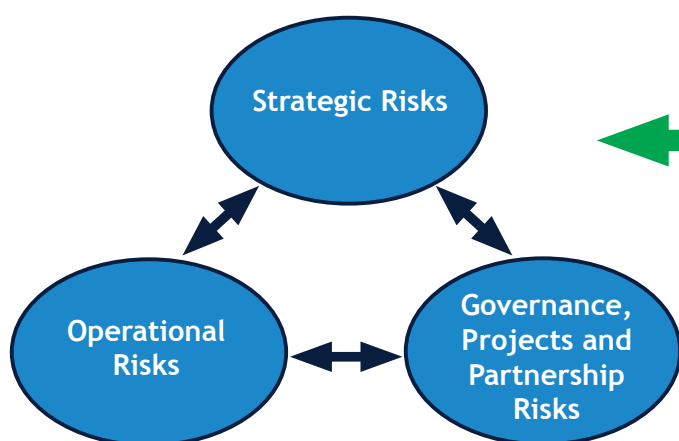 Strategic Risks
Operational
Risks
Governance,
Projects and
Partnership
Risks